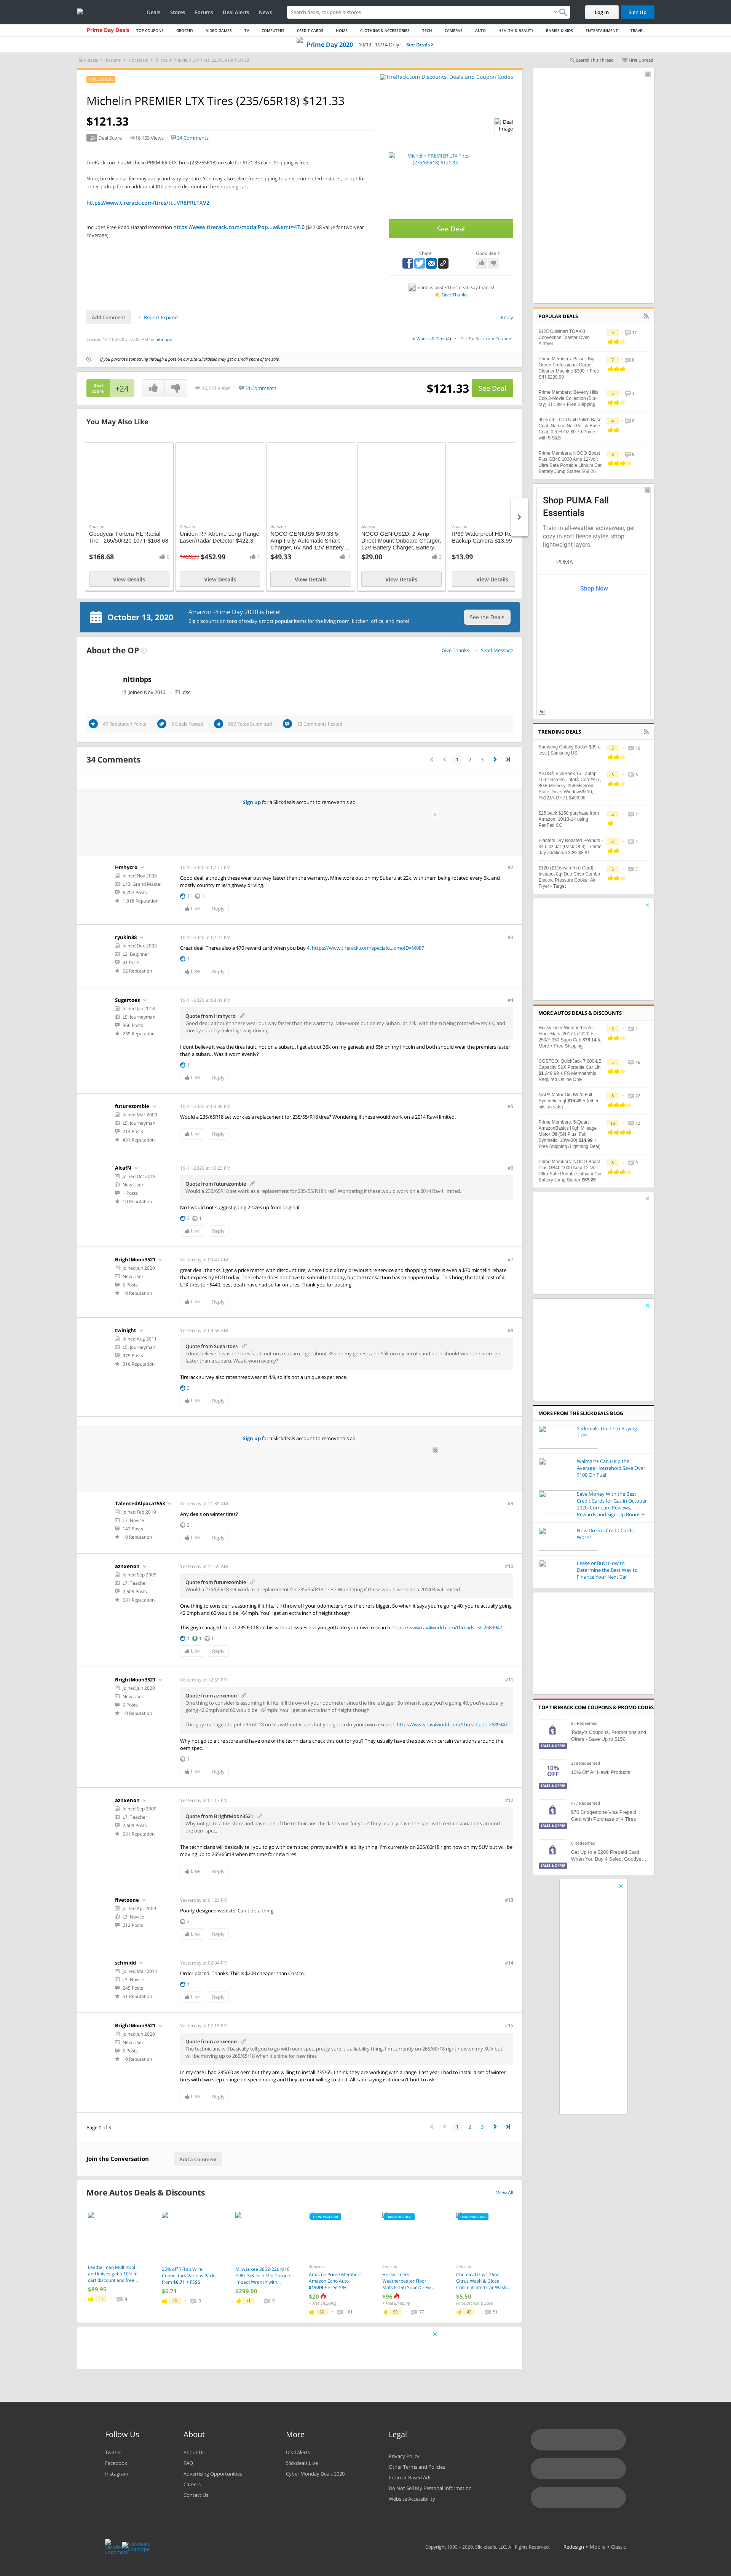 Deals
Stores
Forums
Deal Alerts
News
Search deals, coupons & stores
Log In
Sign Up
Prime Day Deals
TOP COUPONS
GROCERY
VIDEO GAMES
TV
COMPUTERS
CREDIT CARDS
HOME
CLOTHING & ACCESSORIES
TECH
CAMERAS
AUTO
HEALTH & BEAUTY
BABIES & KIDS
ENTERTAINMENT
TRAVEL
Prime Day 2020 10/13 - 10/14 Only! See Deals
Slickdeals Forums Hot Deals Michelin PREMIER LTX Tires (235/65R18) $121.33
Search This Thread
First Unread
TireRack.com Discounts, Deals and Coupon Codes
Michelin PREMIER LTX Tires (235/65R18) $121.33
$121.33
Deal Image
+24 Deal Score 16,133 Views 34 Comments
Michelin PREMIER LTX Tires (235/65R18) $121.33
TireRack.com has Michelin PREMIER LTX Tires (235/65R18) on sale for $121.33 each. Shipping is free.
Note, disposal fee may apply and vary by state. You may also select free shipping to a recommended installer, or opt for order-pickup for an additional $10 per tire discount in the shopping cart.
https://www.tirerack.com/tires/ti...VR8PRLTXV2
Includes Free Road Hazard Protection https://www.tirerack.com/modalPop...w&amt=47.0 ($42.08 value for two-year coverage).
See Deal
Share
Good deal?
nitinbps posted this deal. Say thanks!
Give Thanks
Add Comment
Report Expired
Reply
Created 10-11-2020 at 07:06 PM by nitinbps
in Wheels & Tires (4) Get TireRack.com Coupons
If you purchase something through a post on our site, Slickdeals may get a small share of the sale.
Deal Score +24
16,133 Views 34 Comments
$121.33 See Deal
You May Also Like
Amazon
Goodyear Fortera HL Radial Tire - 265/50R20 107T $168.68
$168.68
View Details
Amazon
Uniden R7 Xtreme Long Range Laser/Radar Detector $422.3
$499.99 $452.99
View Details
Amazon
NOCO GENIUS5 $49.33 5-Amp Fully-Automatic Smart Charger, 6V And 12V Battery...
$49.33
View Details
Amazon
NOCO GENIUS2D, 2-Amp Direct-Mount Onboard Charger, 12V Battery Charger, Battery...
$29.00
View Details
Amazon
IP69 Waterproof HD Re
Backup Camera $13.99
$13.99
View Details
October 13, 2020
Amazon Prime Day 2020 is here!
Big discounts on tons of today's most popular items for the living room, kitchen, office, and more!
See the Deals
About the OP
Give Thanks
Send Message
nitinbps
Joined Nov 2010 dsc
47 Reputation Points
6 Deals Posted
560 Votes Submitted
12 Comments Posted
34 Comments
1 2 3
Sign up for a Slickdeals account to remove this ad.
Hrshycro
Joined Nov 2008
L10: Grand Master
6,707 Posts
1,818 Reputation
10-11-2020 at 07:17 PM
#2
Good deal, although these wear out way faster than the warranty. Mine wore out on my Subaru at 22k, with them being rotated every 6k, and mostly country mile/highway driving.
11 1
Like Reply
ryukin88
Joined Dec 2003
L2: Beginner
41 Posts
52 Reputation
10-11-2020 at 07:27 PM
#3
Great deal. Theres also a $70 reward card when you buy 4. https://www.tirerack.com/specialo...omoID=M087
1
Like Reply
Sugartoes
Joined Jan 2018
L5: Journeyman
966 Posts
239 Reputation
10-11-2020 at 08:31 PM
#4
Quote from Hrshycro
Good deal, although these wear out way faster than the warranty. Mine wore out on my Subaru at 22k, with them being rotated every 6k, and mostly country mile/highway driving.
I dont believe it was the tires fault, not on a subaru. I get about 35k on my genesis and 55k on my lincoln and both should wear the premiers faster than a subaru. Was it worn evenly?
1
Like Reply
futurezombie
Joined Mar 2009
L5: Journeyman
714 Posts
451 Reputation
10-11-2020 at 08:36 PM
#5
Would a 235/65R18 set work as a replacement for 235/55/R18 tires? Wondering if these would work on a 2014 Rav4 limited.
Like Reply
AltafN
Joined Oct 2018
New User
1 Posts
10 Reputation
10-11-2020 at 10:23 PM
#6
Quote from futurezombie
Would a 235/65R18 set work as a replacement for 235/55/R18 tires? Wondering if these would work on a 2014 Rav4 limited.
No I would not suggest going 2 sizes up from original
3 1
Like Reply
BrightMoon3521
Joined Jun 2020
New User
6 Posts
10 Reputation
Yesterday at 09:47 AM
#7
great deal. thanks. I got a price match with discount tire, where I did all my previous tire service and shopping. there is even a $70 michelin rebate that expires by EOD today. The rebate does not have to submitted today, but the transaction has to happen today. This bring the total cost of 4 LTX tires to ~$440. best deal i have had so far on tires. Thank you for posting
Like Reply
twinight
Joined Aug 2011
L5: Journeyman
979 Posts
316 Reputation
Yesterday at 09:58 AM
#8
Quote from Sugartoes
I dont believe it was the tires fault, not on a subaru. I get about 35k on my genesis and 55k on my lincoln and both should wear the premiers faster than a subaru. Was it worn evenly?
Tirerack survey also rates treadwear at 4.9, so it's not a unique experience.
3
Like Reply
Sign up for a Slickdeals account to remove this ad.
TalentedAlpaca1553
Joined Feb 2019
L3: Novice
142 Posts
10 Reputation
Yesterday at 11:39 AM
#9
Any deals on winter tires?
2
Like Reply
aznxenon
Joined Sep 2009
L7: Teacher
2,609 Posts
631 Reputation
Yesterday at 11:55 AM
#10
Quote from futurezombie
Would a 235/65R18 set work as a replacement for 235/55/R18 tires? Wondering if these would work on a 2014 Rav4 limited.
One thing to consider is assuming if it fits, it'll throw off your odometer since the tire is bigger. So when it says you're going 40, you're actually going 42.6mph and 60 would be ~64mph. You'll get an extra inch of height though
This guy managed to put 235 60 18 on his without issues but you gotta do your own research https://www.rav4world.com/threads...st-2689947
1 1 1
Like Reply
BrightMoon3521
Joined Jun 2020
New User
6 Posts
10 Reputation
Yesterday at 12:53 PM
#11
Quote from aznxenon
One thing to consider is assuming if it fits, it'll throw off your odometer since the tire is bigger. So when it says you're going 40, you're actually going 42.6mph and 60 would be ~64mph. You'll get an extra inch of height though
This guy managed to put 235 60 18 on his without issues but you gotta do your own research https://www.rav4world.com/threads...st-2689947
Why not go to a tire store and have one of the technicians check this out for you? They usually have the spec with certain variations around the oem spec.
1
Like Reply
aznxenon
Joined Sep 2009
L7: Teacher
2,609 Posts
631 Reputation
Yesterday at 01:13 PM
#12
Quote from BrightMoon3521
Why not go to a tire store and have one of the technicians check this out for you? They usually have the spec with certain variations around the oem spec.
The technicians will basically tell you to go with oem spec, pretty sure it's a liability thing. I'm currently on 265/60r18 right now on my SUV but will be moving up to 265/65r18 when it's time for new tires
Like Reply
fivetoone
Joined Apr 2009
L3: Novice
212 Posts
Yesterday at 01:23 PM
#13
Poorly designed website. Can't do a thing.
2
Like Reply
schmidd
Joined Mar 2014
L3: Novice
245 Posts
51 Reputation
Yesterday at 02:04 PM
#14
Order placed. Thanks. This is $200 cheaper than Costco.
1
Like Reply
BrightMoon3521
Joined Jun 2020
New User
6 Posts
10 Reputation
Yesterday at 02:15 PM
#15
Quote from aznxenon
The technicians will basically tell you to go with oem spec, pretty sure it's a liability thing. I'm currently on 265/60r18 right now on my SUV but will be moving up to 265/65r18 when it's time for new tires
In my case I had 235/60 as oem but they are willing to install 235/65. I think they are working with a range. Last year I had to install a set of winter tires with two step change on speed rating and they are not willing to do it. All I am saying is it doesn't hurt to ask
Like Reply
Page 1 of 3
1 2 3
Join the Conversation
Add a Comment
More Autos Deals & Discounts
View All
Leatherman Multi-tool and knives get a 10% in cart discount and free...
$89.95
11 4
25% off T-Tap Wire Connectors Various Packs from $6.71 + FSSS
$6.71
10 3
Milwaukee 2852-22L M18 FUEL 3/8 Inch Mid-Torque Impact Wrench with...
$299.00
11 9
FRONTPAGE DEAL
Amazon
Amazon Prime Members: Amazon Echo Auto $19.99 + Free S/H
$20
+ Free Shipping
60 181
FRONTPAGE DEAL
Amazon
Husky Liners Weatherbeater Floor Mats F-150 SuperCrew...
$96
+ Free Shipping
99 77
FRONTPAGE DEAL
Amazon
Chemical Guys 16oz Citrus Wash & Gloss Concentrated Car Wash...
$5.50
w/ Subscribe & Save
43 51
POPULAR DEALS
$125 Cuisinart TOA-60 Convection Toaster Oven Airfryer
5 17
Prime Members: Bissell Big Green Professional Carpet Cleaner Machine $300 + Free S/H $299.99
7 6
Prime Members: Beverly Hills Cop 3-Movie Collection (Blu-ray) $11.99 + Free Shipping
5 3
80% off... OPI Nail Polish Base Coat, Natural Nail Polish Base Coat, 0.5 Fl Oz $0.79 Prime with 5 S&S
4 8
Prime Members: NOCO Boost Plus GB40 1000 Amp 12-Volt Ultra Safe Portable Lithium Car Battery Jump Starter $69.26
8 9
Shop PUMA Fall Essentials
Train in all-weather activewear, get cozy in soft fleece styles, shop lightweight layers
PUMA
Shop Now
Ad
TRENDING DEALS
Samsung Galaxy Buds+ $99 or less | Samsung US
2 10
ASUS® VivoBook 15 Laptop, 15.6" Screen, Intel® Core™ i7, 8GB Memory, 256GB Solid State Drive, Windows® 10, F512JA-OH71 $499.98
5 6
$25 back $150 purchase from Amazon, 10/13-14 using PenFed CC
2 11
Planters Dry Roasted Peanuts - 34.5 oz Jar (Pack Of 3) - Prime day additional 30% $6.81
4 2
$120 ($116 with Red Card) Instapot 8qt Duo Crisp Combo Electric Pressure Cooker Air Fryer - Target
5 7
MORE AUTOS DEALS & DISCOUNTS
Husky Liner Weatherbeater Floor Mats: 2017 to 2020 F-250/F-350 SuperCab $76.14 & More + Free Shipping
5 1
COSTCO: QuickJack 7,000-LB Capacity SLX Portable Car Lift $1,249.99 + FS Membership Required Online Only
5 16
NAPA Motor Oil 0W20 Full Synthetic 5 qt $15.49 + (other oils on sale)
8 22
Prime Members: 5-Quart AmazonBasics High Mileage Motor Oil (SN Plus, Full Synthetic, 10W-30) $14.99 + Free Shipping (Lightning Deal)
10 12
Prime Members: NOCO Boost Plus GB40 1000 Amp 12-Volt Ultra Safe Portable Lithium Car Battery Jump Starter $69.26
8 9
MORE FROM THE SLICKDEALS BLOG
Slickdeals' Guide to Buying Tires
Walmart+ Can Help the Average Household Save Over $100 On Fuel
Save Money With the Best Credit Cards for Gas in October 2020: Compare Reviews, Rewards and Sign-Up Bonuses
How Do Gas Credit Cards Work?
Lease or Buy: How to Determine the Best Way to Finance Your Next Car
TOP TIRERACK.COM COUPONS & PROMO CODES
SALES & OFFER
86 Redeemed
Today's Coupons, Promotions and Offers - Save Up to $150
10% OFF
SALES & OFFER
218 Redeemed
10% Off All Hawk Products
SALES & OFFER
477 Redeemed
$70 Bridgestone Visa Prepaid Card with Purchase of 4 Tires
SALES & OFFER
0 Redeemed
Get Up to a $200 Prepaid Card When You Buy 4 Select Goodye...
Follow Us
Twitter
Facebook
Instagram
About
About Us
FAQ
Advertising Opportunities
Careers
Contact Us
More
Deal Alerts
Slickdeals Live
Cyber Monday Deals 2020
Legal
Privacy Policy
Other Terms and Policies
Interest-Based Ads
Do Not Sell My Personal Information
Website Accessibility
Copyright 1999 – 2020. Slickdeals, LLC. All Rights Reserved.
Redesign • Mobile • Classic